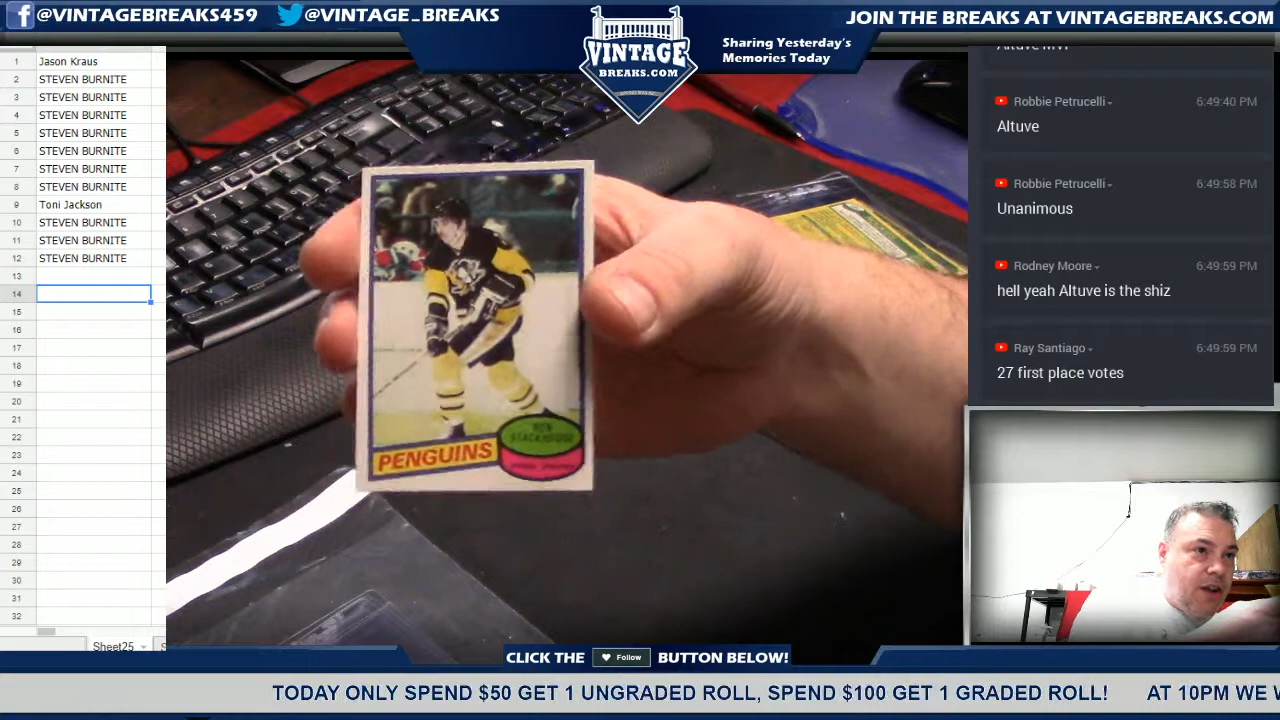 @VINTAGEBREAKS459
@VINTAGE_BREAKS
VINTAGE
BREAKS.COM
Sharing Yesterday's
Memories Today
JOIN THE BREAKS AT VINTAGEBREAKS.COM
1 Jason Kraus
2 STEVEN BURNITE
3 STEVEN BURNITE
4 STEVEN BURNITE
5 STEVEN BURNITE
6 STEVEN BURNITE
7 STEVEN BURNITE
8 STEVEN BURNITE
9 Toni Jackson
10 STEVEN BURNITE
11 STEVEN BURNITE
12 STEVEN BURNITE
13
14
15
16
17
18
19
20
21
22
23
24
25
26
27
28
29
30
31
32
Sheet25
PENGUINS
RON
STACKHOUSE
Altuve MVP
Robbie Petrucelli 6:49:40 PM
Altuve
Robbie Petrucelli 6:49:58 PM
Unanimous
Rodney Moore 6:49:59 PM
hell yeah Altuve is the shiz
Ray Santiago 6:49:59 PM
27 first place votes
CLICK THE Follow BUTTON BELOW!
TODAY ONLY SPEND $50 GET 1 UNGRADED ROLL, SPEND $100 GET 1 GRADED ROLL! AT 10PM WE W